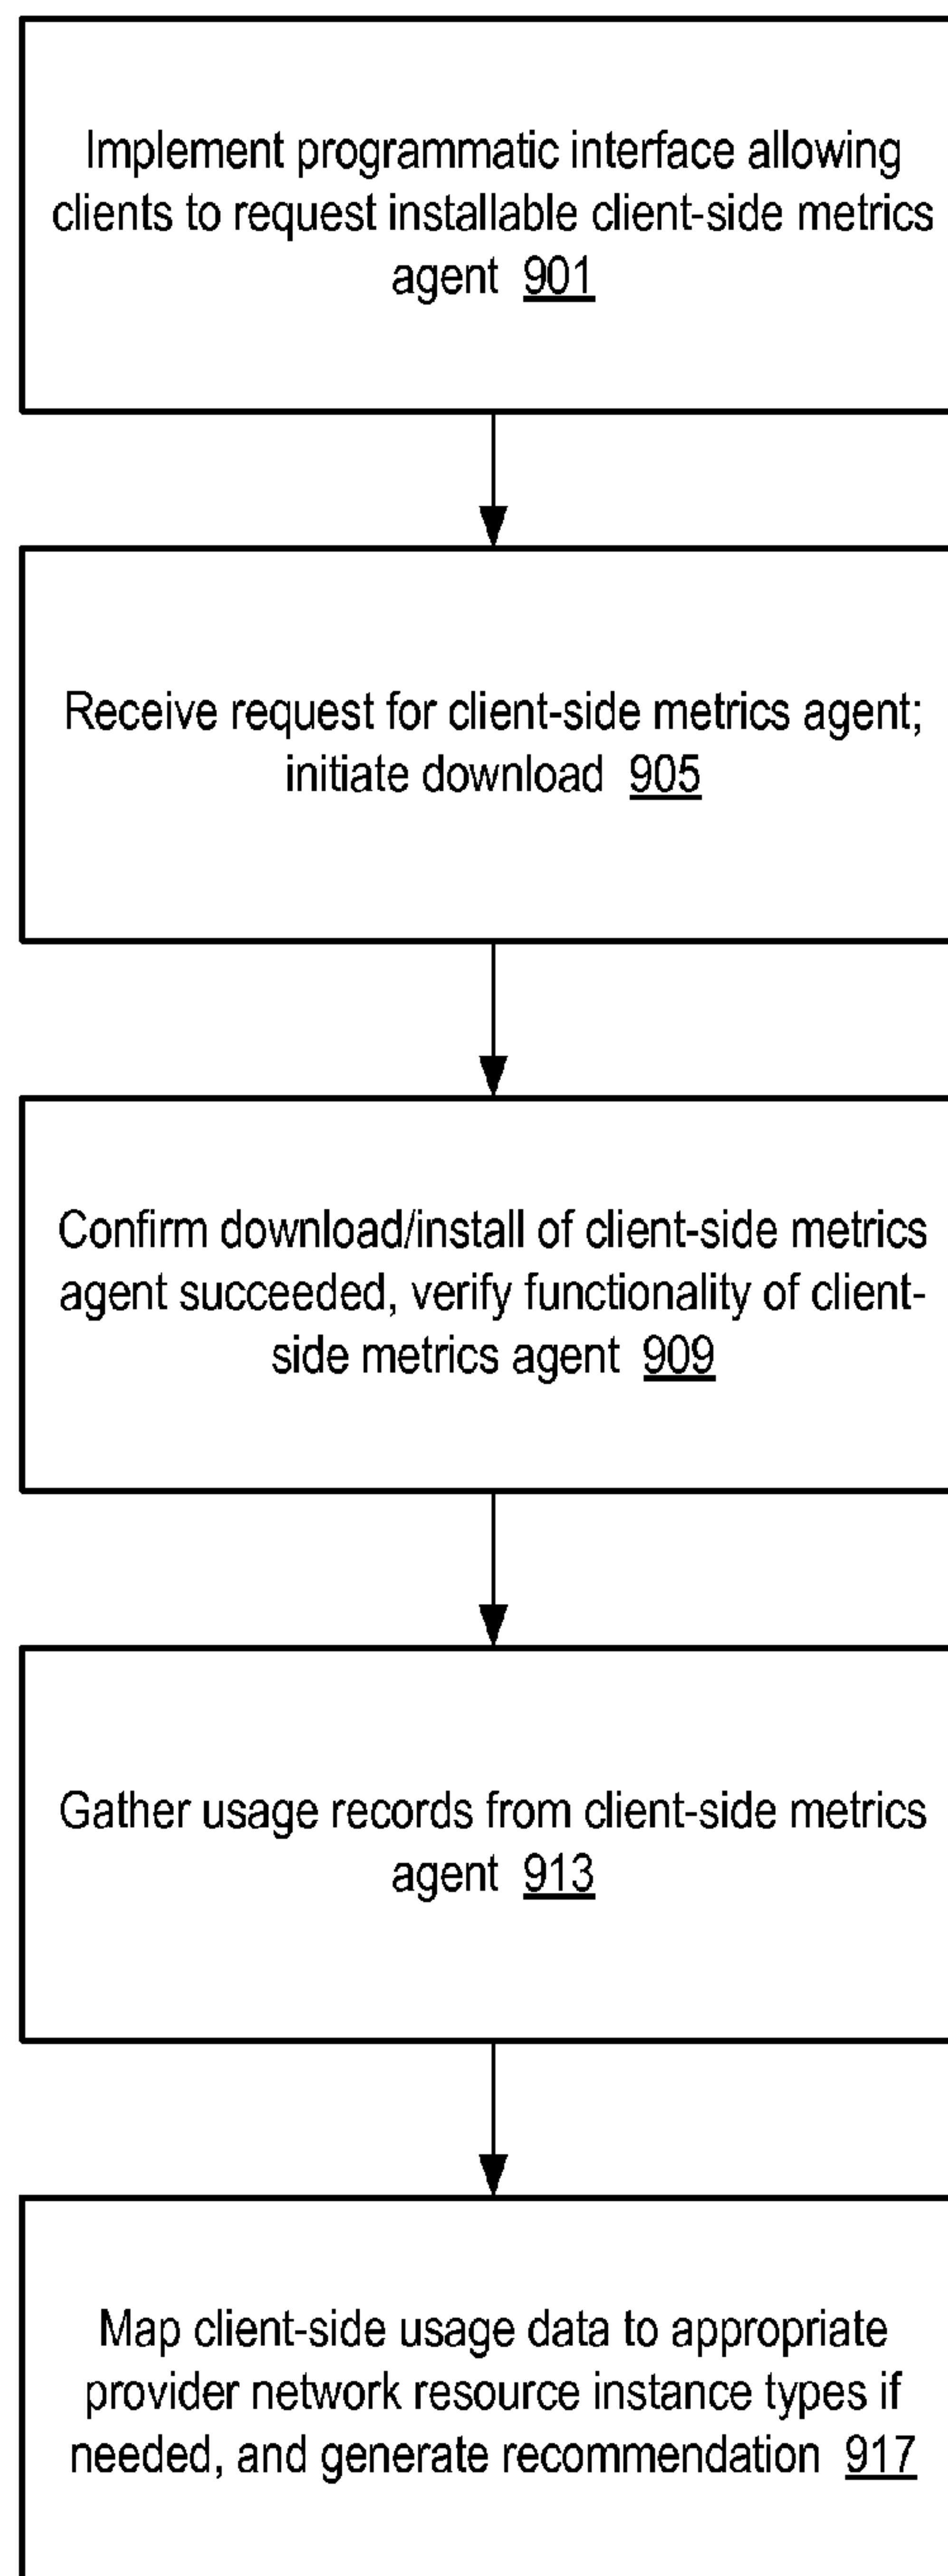 Implement programmatic interface allowing
clients to request installable client-side metrics
agent 901
Receive request for client-side metrics agent;
initiate download 905
Confirm download/install of client-side metrics
agent succeeded, verify functionality of client-
side metrics agent 909
Gather usage records from client-side metrics
agent 913
Map client-side usage data to appropriate
provider network resource instance types if
needed, and generate recommendation 917